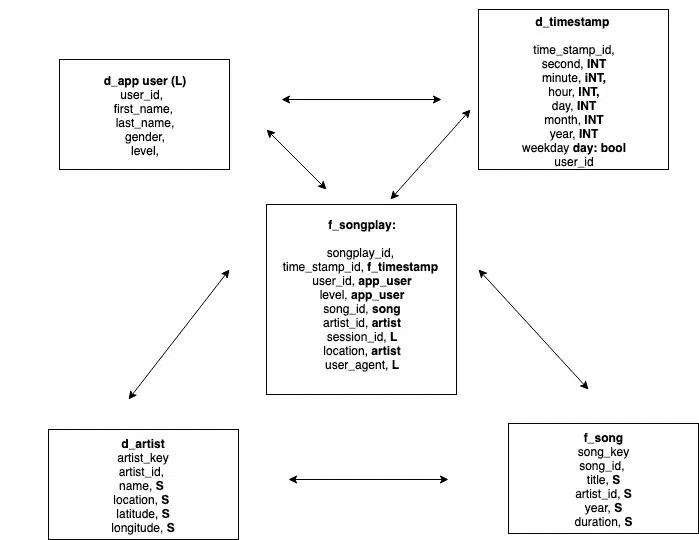 d_app user (L)
user_id,
first_name,
last_name,
gender,
level,
d_timestamp
time_stamp_id,
second, INT
minute, iNT,
hour, INT,
day, INT
month, INT
year, INT
weekday day: bool
user_id
f_songplay:
songplay_id,
time_stamp_id, f_timestamp
user_id, app_user
level, app_user
song_id, song
artist_id, artist
session_id, L
location, artist
user_agent, L
d_artist
artist_key
artist_id,
name, S
location, S
latitude, S
longitude, S
f_song
song_key
song_id,
title, S
artist_id, S
year, S
duration, S